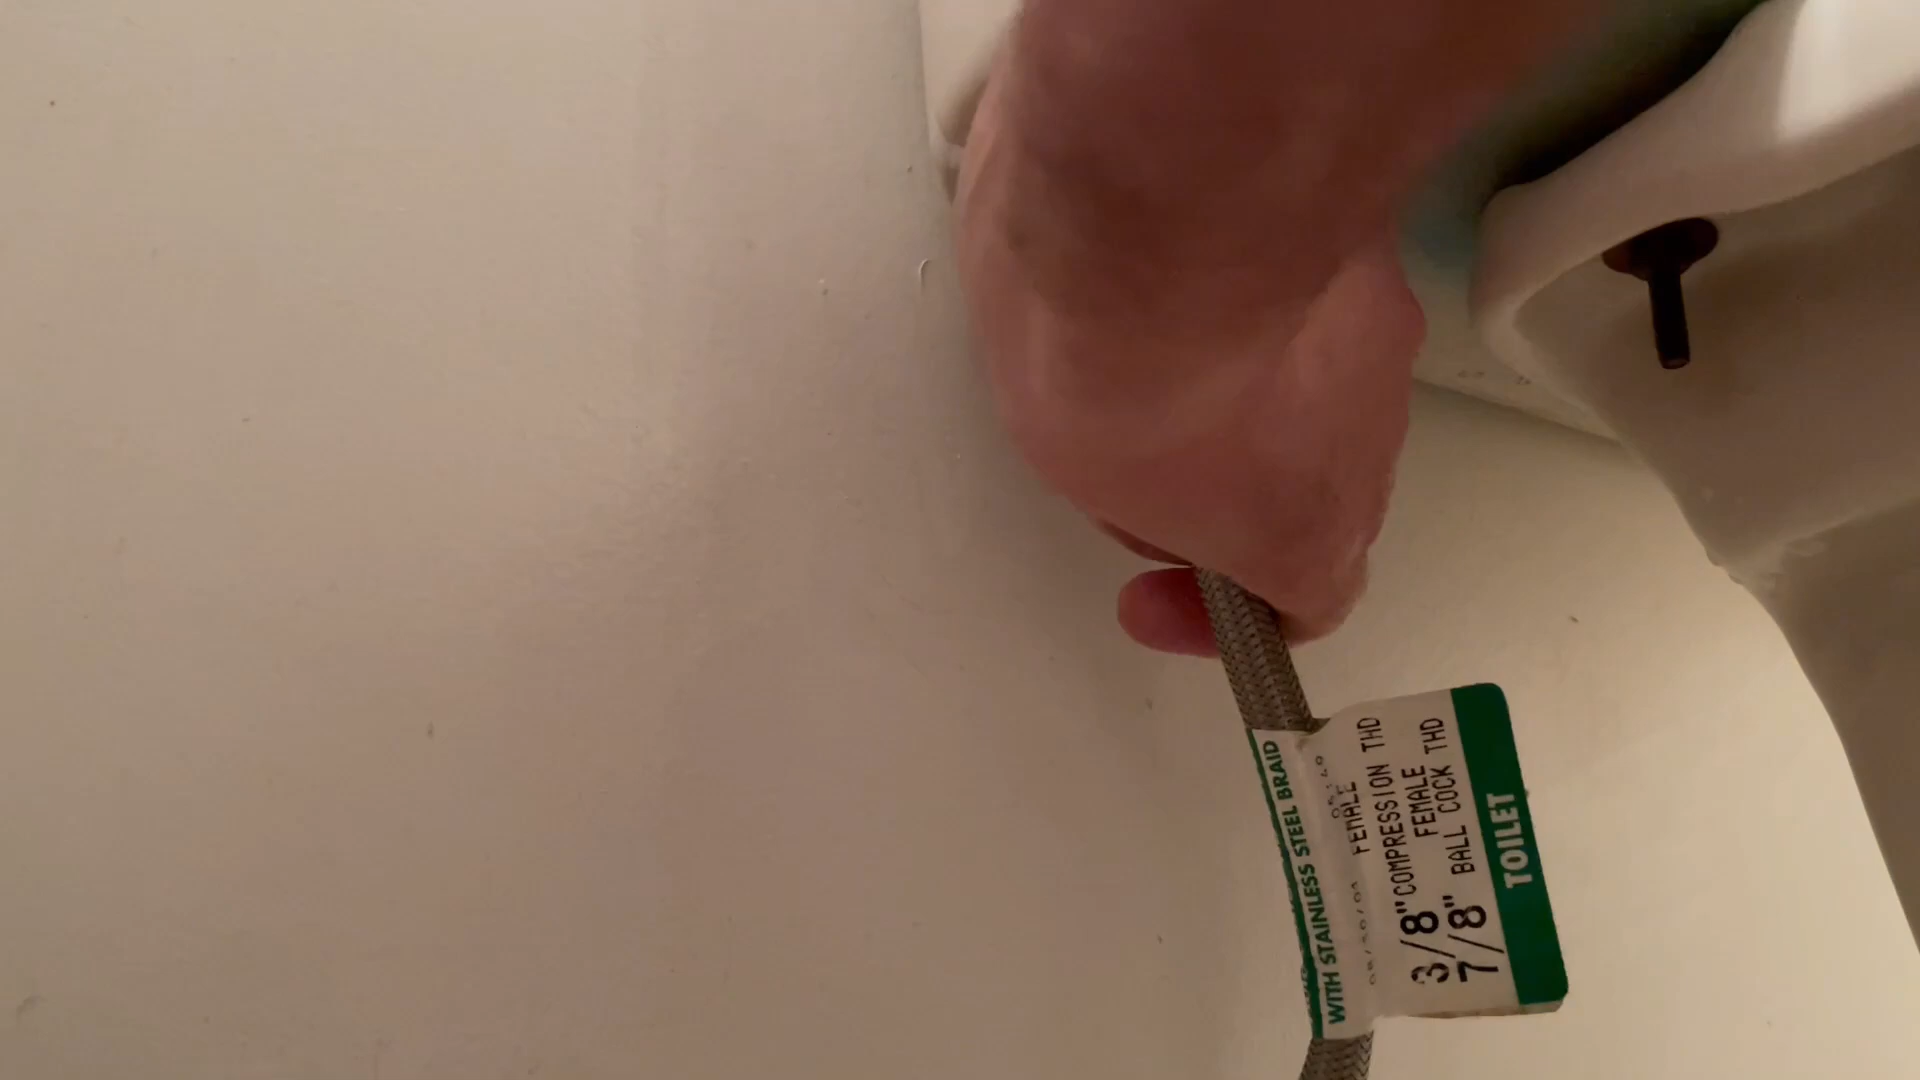 WITH STAINLESS STEEL BRAID
FEMALE
3/8" COMPRESSION THD
FEMALE
7/8" BALL COCK THD
TOILET